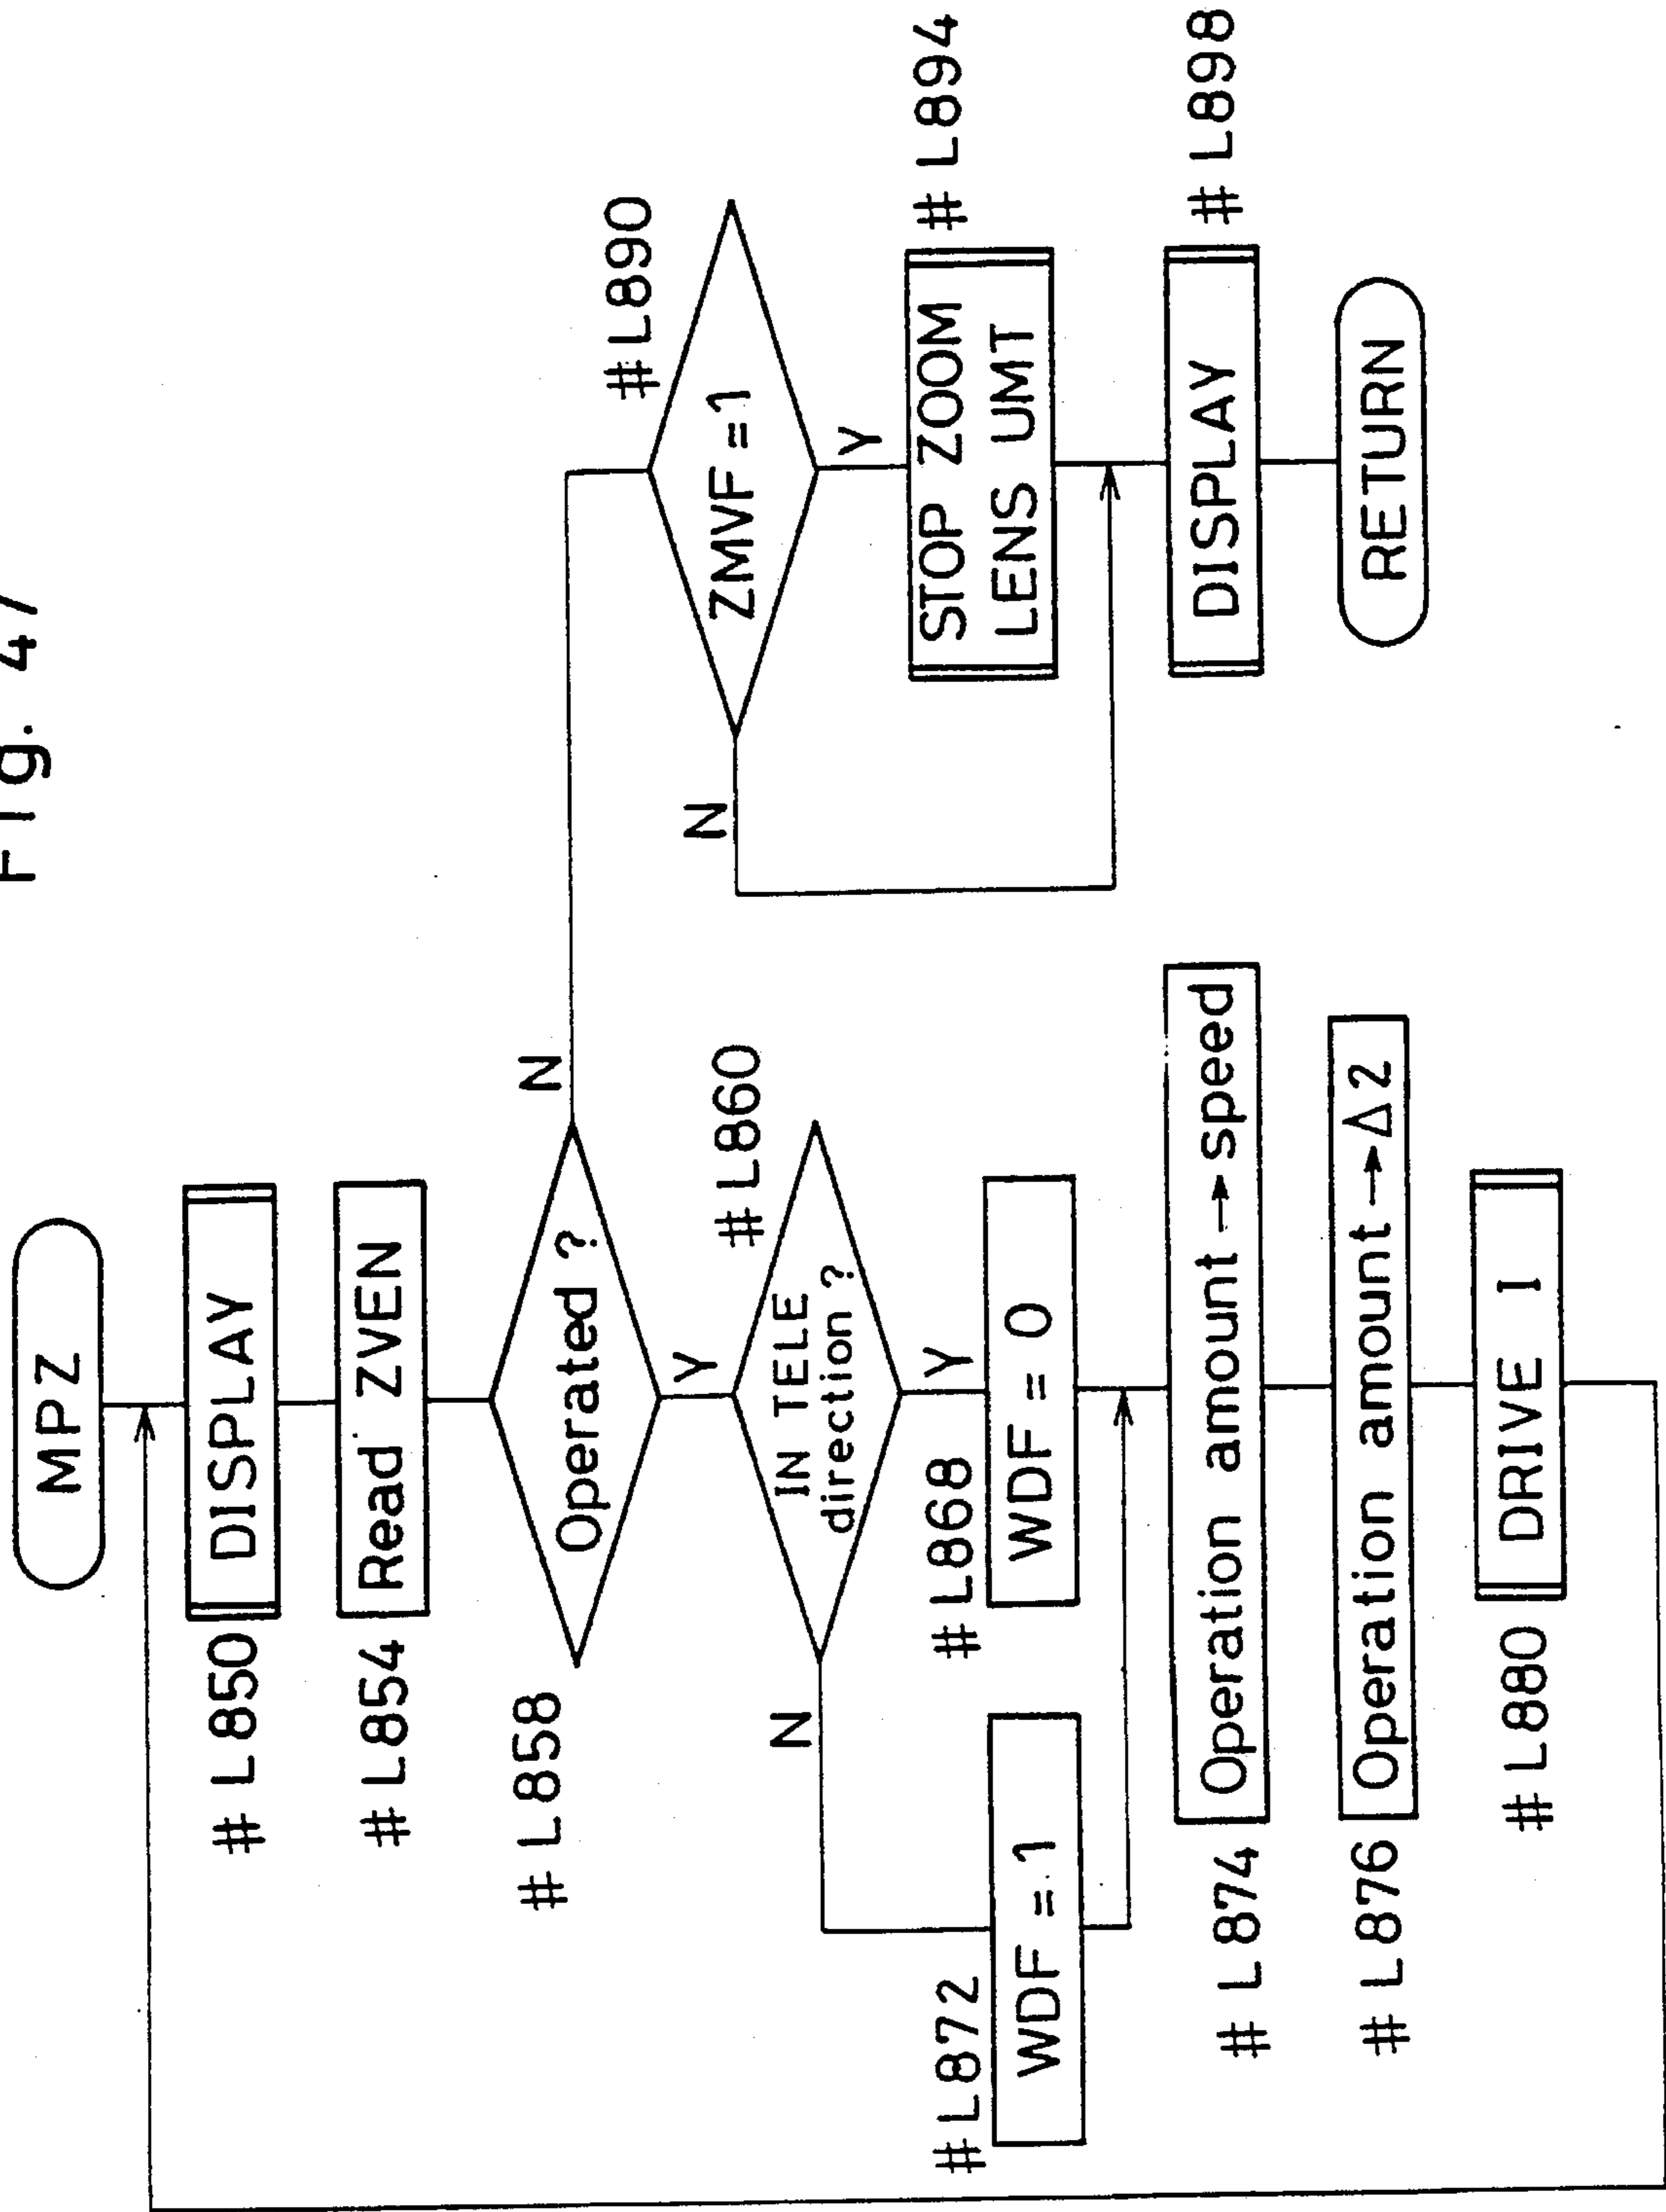 Fig. 47
MPZ
# L850
DISPLAY
# L854
Read ZVEN
# L858
Operated ?
N
Y
# L860
IN TELE
direction ?
N
Y
# L872
WDF = 1
# L868
WDF = 0
# L874
Operation amount → speed
# L876
Operation amount → Δ2
# L880
DRIVE I
# L890
ZMVF = 1
N
Y
STOP ZOOM
LENS UMT
# L894
DISPLAY
# L898
RETURN